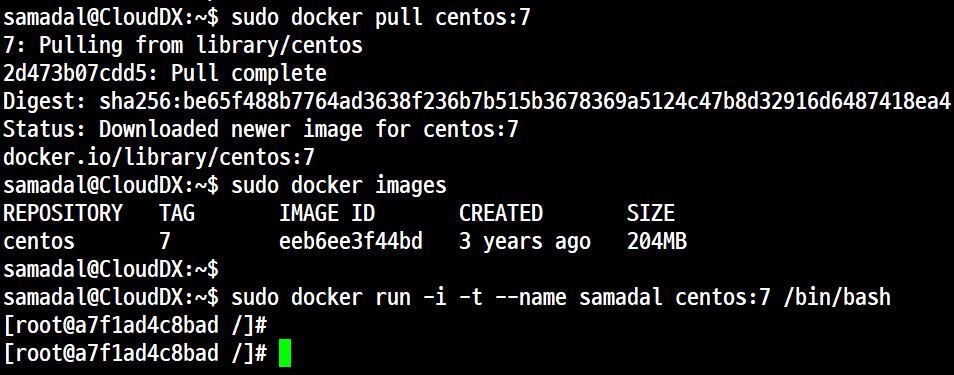 samadal@CloudDX:~$ sudo docker pull centos:7
7: Pulling from library/centos
2d473b07cdd5: Pull complete
Digest: sha256:be65f488b7764ad3638f236b7b515b3678369a5124c47b8d32916d6487418ea4
Status: Downloaded newer image for centos:7
docker.io/library/centos:7
samadal@CloudDX:~$ sudo docker images
REPOSITORY   TAG       IMAGE ID       CREATED       SIZE
centos       7         eeb6ee3f44bd   3 years ago   204MB
samadal@CloudDX:~$
samadal@CloudDX:~$ sudo docker run -i -t --name samadal centos:7 /bin/bash
[root@a7f1ad4c8bad /]#
[root@a7f1ad4c8bad /]#